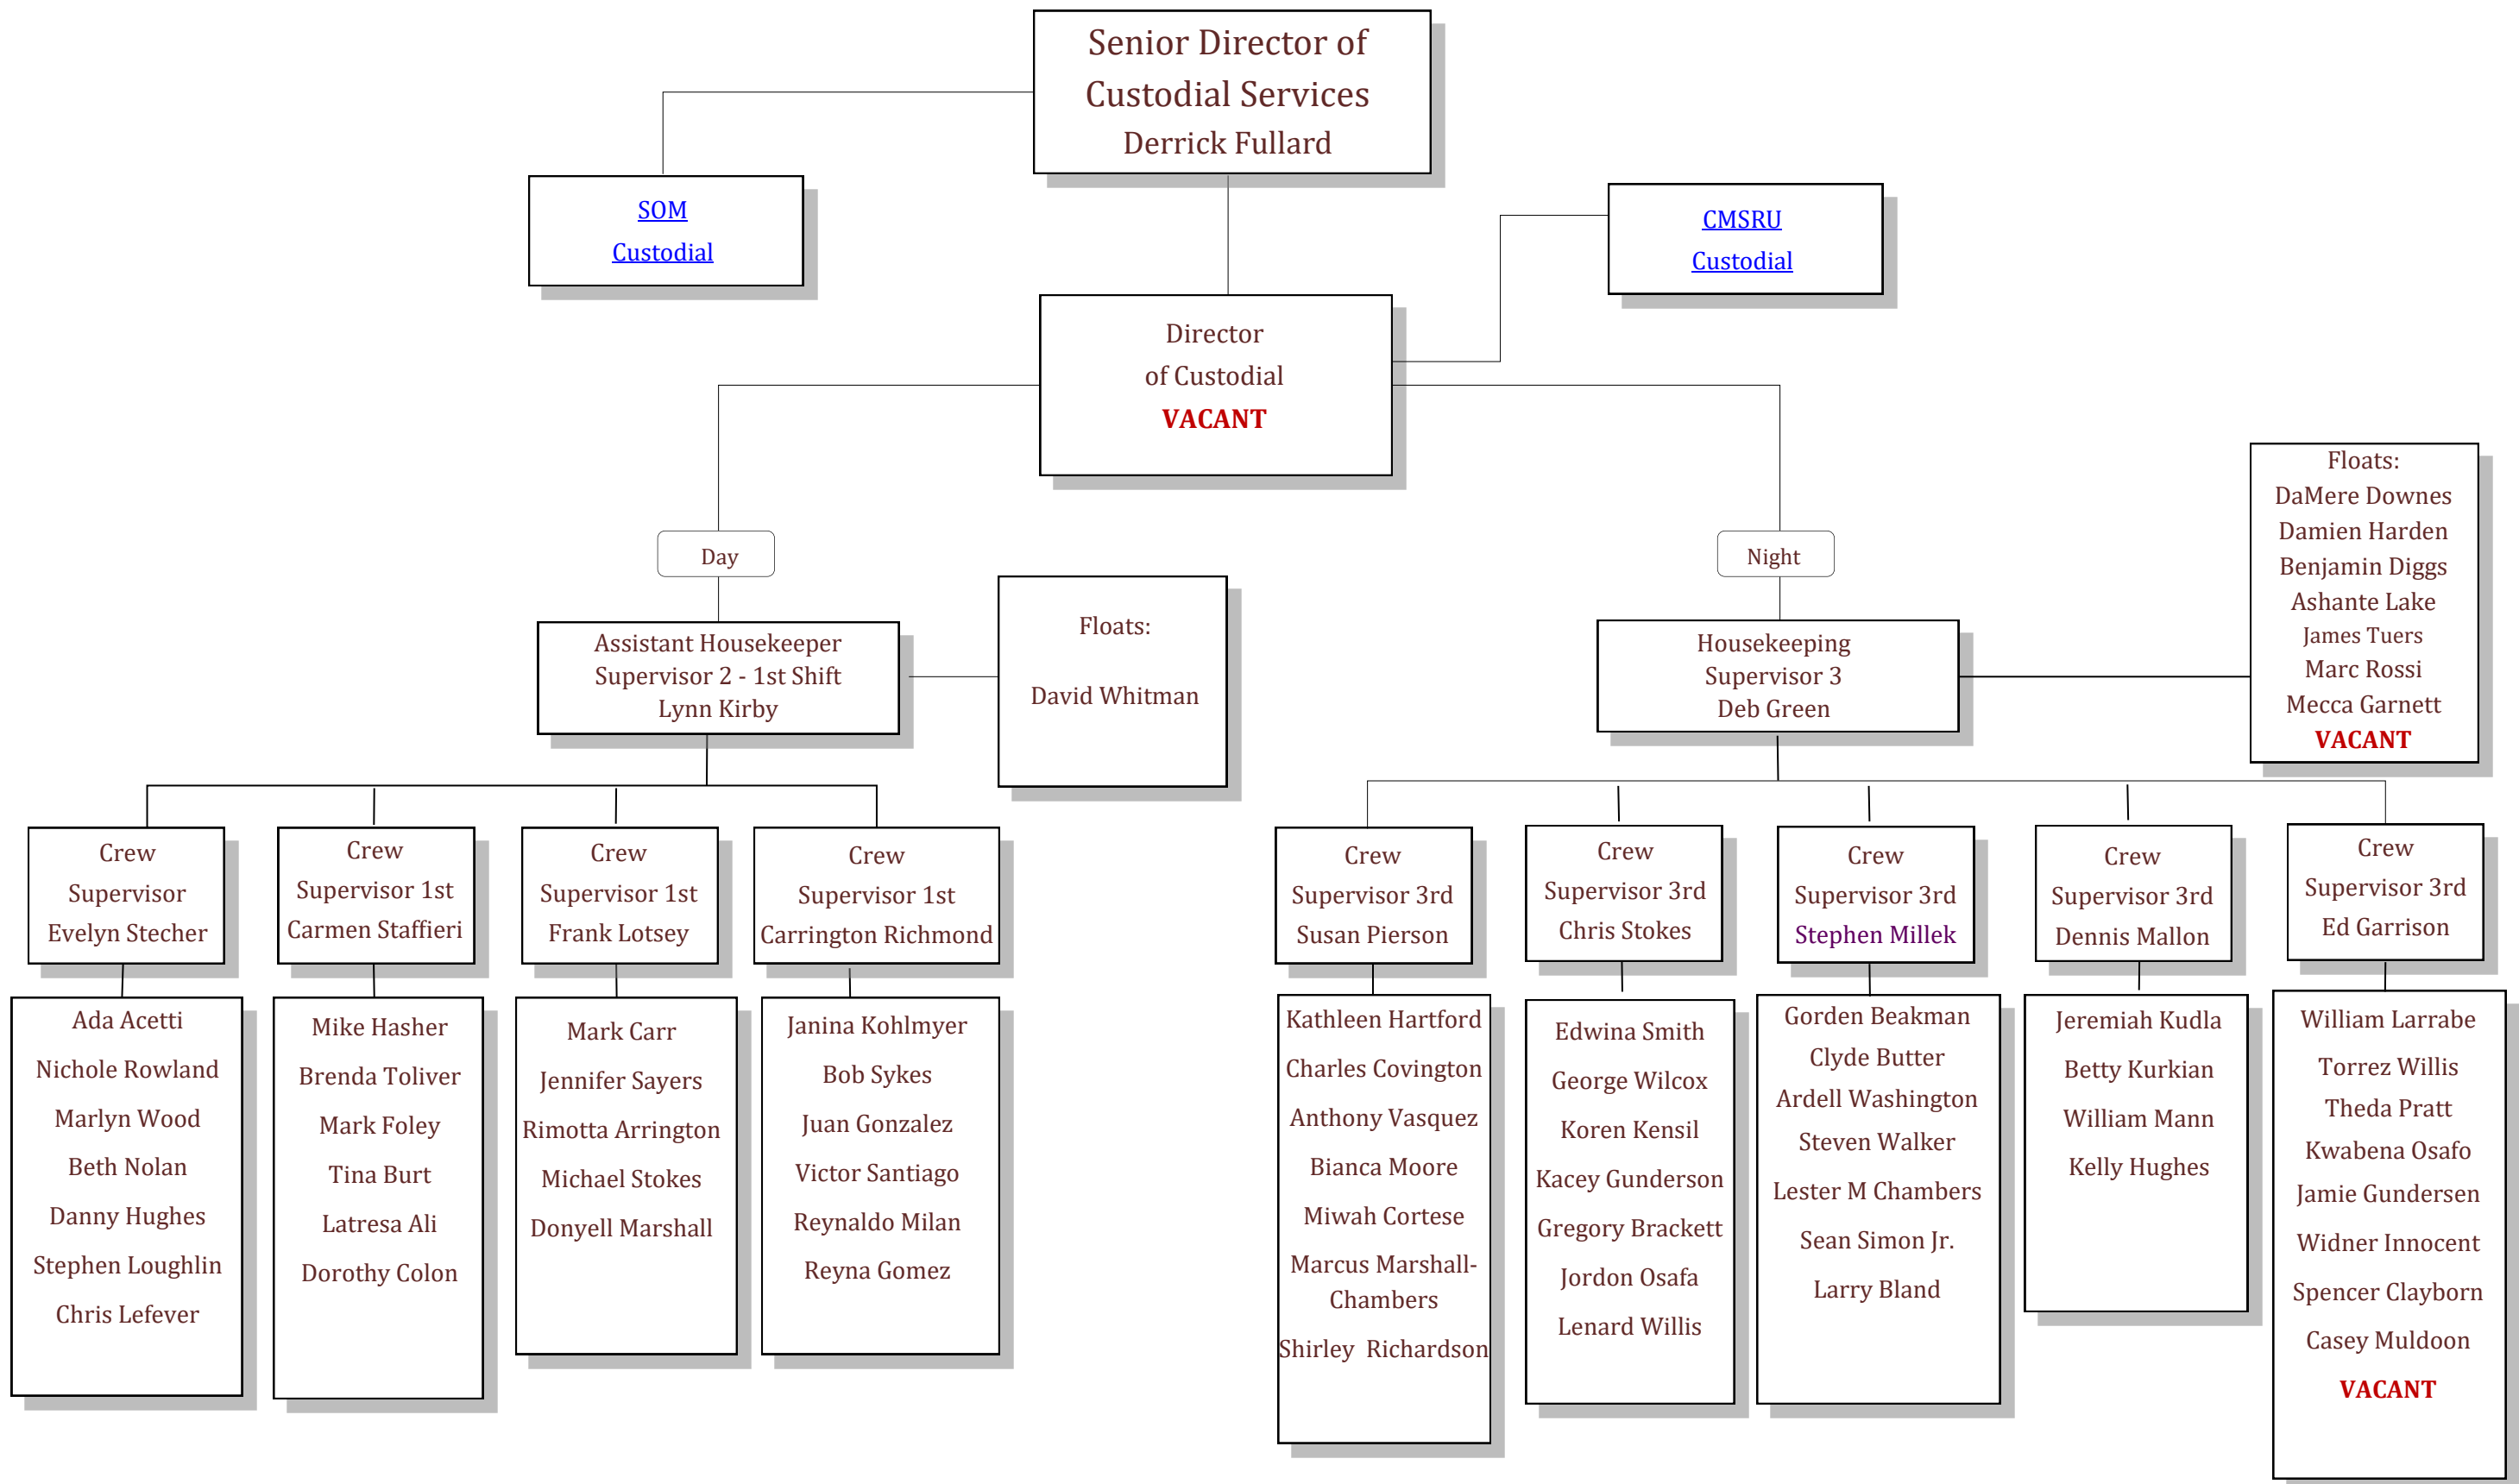 Senior Director of
Custodial Services
Derrick Fullard
SOM
Custodial
CMSRU
Custodial
Director
of Custodial
VACANT
Day
Night
Floats:
DaMere Downes
Damien Harden
Benjamin Diggs
Ashante Lake
James Tuers
Marc Rossi
Mecca Garnett
VACANT
Assistant Housekeeper
Supervisor 2 - 1st Shift
Lynn Kirby
Floats:
David Whitman
Housekeeping
Supervisor 3
Deb Green
Crew
Supervisor
Evelyn Stecher
Crew
Supervisor 1st
Carmen Staffieri
Crew
Supervisor 1st
Frank Lotsey
Crew
Supervisor 1st
Carrington Richmond
Crew
Supervisor 3rd
Susan Pierson
Crew
Supervisor 3rd
Chris Stokes
Crew
Supervisor 3rd
Stephen Millek
Crew
Supervisor 3rd
Dennis Mallon
Crew
Supervisor 3rd
Ed Garrison
Ada Acetti
Nichole Rowland
Marlyn Wood
Beth Nolan
Danny Hughes
Stephen Loughlin
Chris Lefever
Mike Hasher
Brenda Toliver
Mark Foley
Tina Burt
Latresa Ali
Dorothy Colon
Mark Carr
Jennifer Sayers
Rimotta Arrington
Michael Stokes
Donyell Marshall
Janina Kohlmyer
Bob Sykes
Juan Gonzalez
Victor Santiago
Reynaldo Milan
Reyna Gomez
Kathleen Hartford
Charles Covington
Anthony Vasquez
Bianca Moore
Miwah Cortese
Marcus Marshall-
Chambers
Shirley  Richardson
Edwina Smith
George Wilcox
Koren Kensil
Kacey Gunderson
Gregory Brackett
Jordon Osafa
Lenard Willis
Gorden Beakman
Clyde Butter
Ardell Washington
Steven Walker
Lester M Chambers
Sean Simon Jr.
Larry Bland
Jeremiah Kudla
Betty Kurkian
William Mann
Kelly Hughes
William Larrabe
Torrez Willis
Theda Pratt
Kwabena Osafo
Jamie Gundersen
Widner Innocent
Spencer Clayborn
Casey Muldoon
VACANT